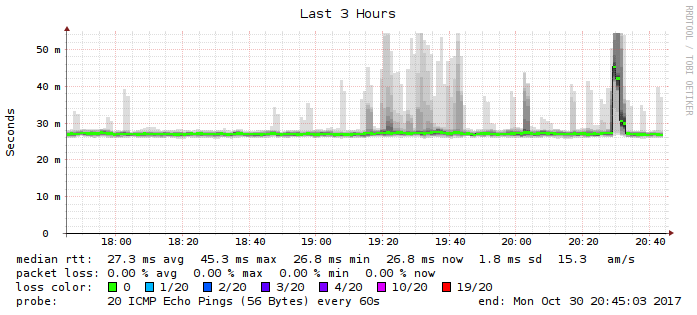 Last 3 Hours
RRDTOOL / TOBI OETIKER
Seconds
50 m
40 m
30 m
20 m
10 m
0
18:00 18:20 18:40 19:00 19:20 19:40 20:00 20:20 20:40
median rtt: 27.3 ms avg 45.3 ms max 26.8 ms min 26.8 ms now 1.8 ms sd 15.3 am/s
packet loss: 0.00 % avg 0.00 % max 0.00 % min 0.00 % now
loss color: 0 1/20 2/20 3/20 4/20 10/20 19/20
probe: 20 ICMP Echo Pings (56 Bytes) every 60s end: Mon Oct 30 20:45:03 2017